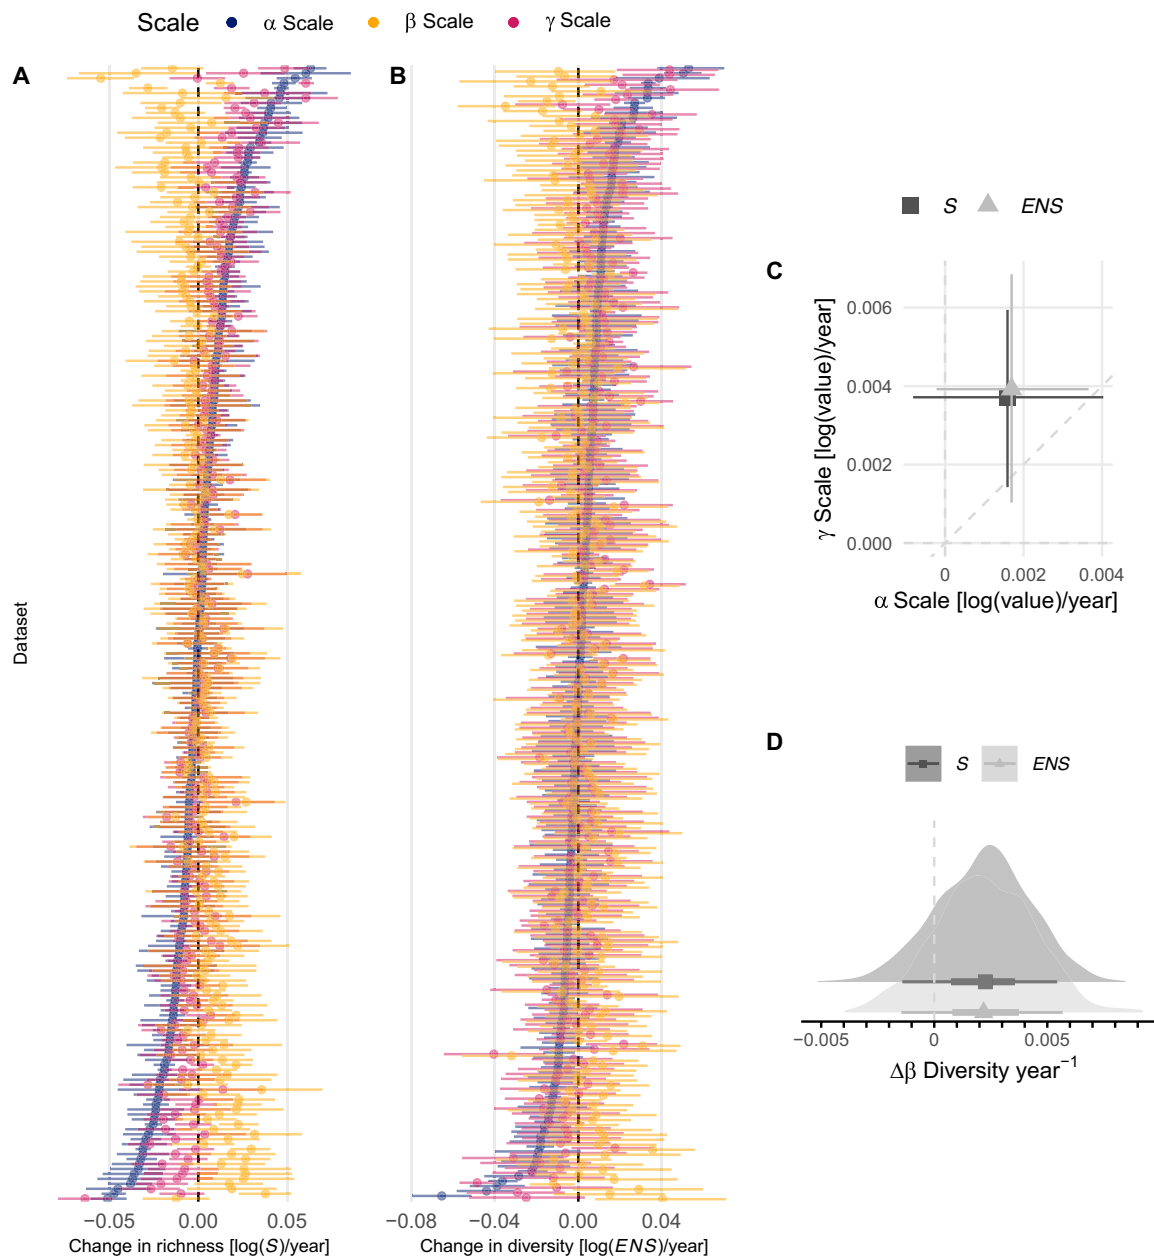 Scale α Scale β Scale γ Scale
A
B
Dataset
−0.05 0.00 0.05
Change in richness [log(S)/year]
−0.08 −0.04 0.00 0.04
Change in diversity [log(ENS)/year]
S ENS
C
γ Scale [log(value)/year]
0.006
0.004
0.002
0.000
0 0.002 0.004
α Scale [log(value)/year]
D
S ENS
−0.005 0 0.005
Δβ Diversity year⁻¹